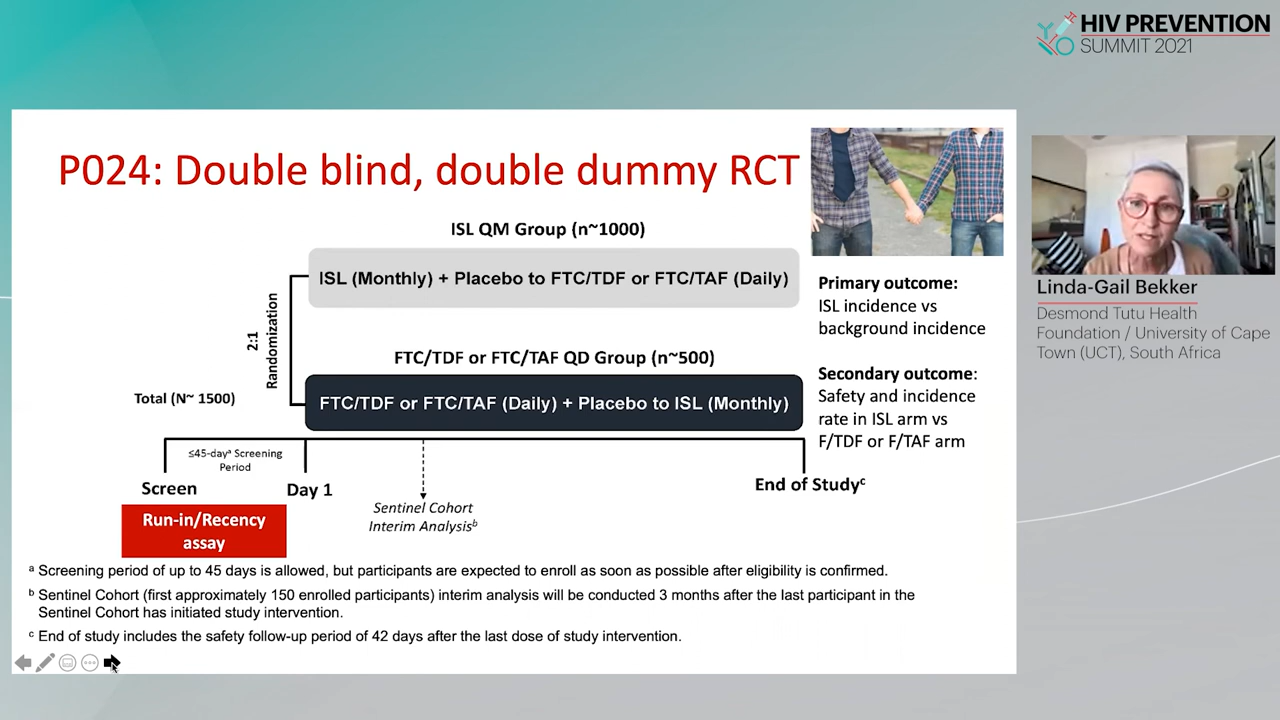 HIV PREVENTION
SUMMIT 2021
P024: Double blind, double dummy RCT
ISL QM Group (n~1000)
ISL (Monthly) + Placebo to FTC/TDF or FTC/TAF (Daily)
2:1
Randomization
FTC/TDF or FTC/TAF QD Group (n~500)
FTC/TDF or FTC/TAF (Daily) + Placebo to ISL (Monthly)
Total (N~ 1500)
≤45-dayᵃ Screening
Period
Screen
Day 1
Sentinel Cohort
Interim Analysisᵇ
End of Studyᶜ
Run-in/Recency
assay
Primary outcome:
ISL incidence vs
background incidence
Secondary outcome:
Safety and incidence
rate in ISL arm vs
F/TDF or F/TAF arm
ᵃ Screening period of up to 45 days is allowed, but participants are expected to enroll as soon as possible after eligibility is confirmed.
ᵇ Sentinel Cohort (first approximately 150 enrolled participants) interim analysis will be conducted 3 months after the last participant in the
Sentinel Cohort has initiated study intervention.
ᶜ End of study includes the safety follow-up period of 42 days after the last dose of study intervention.
Linda-Gail Bekker
Desmond Tutu Health
Foundation / University of Cape
Town (UCT), South Africa